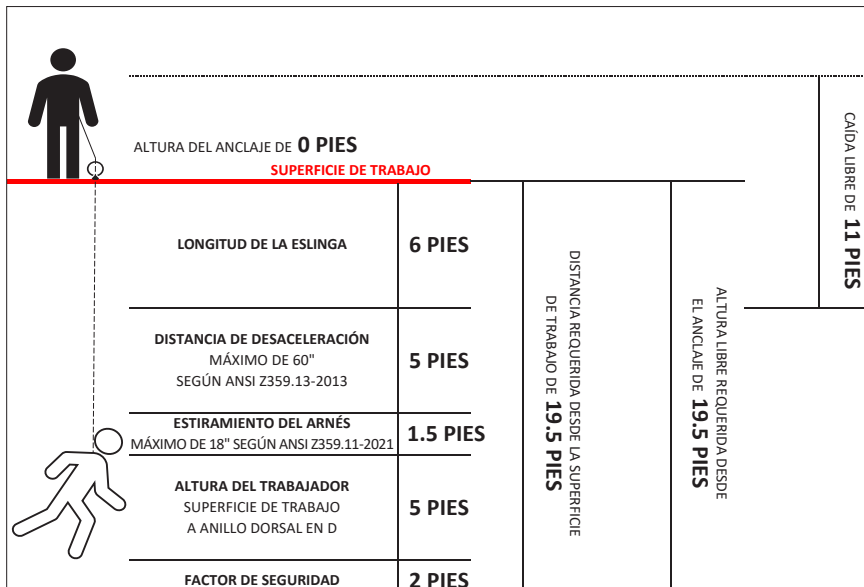 ALTURA DEL ANCLAJE DE 0 PIES
SUPERFICIE DE TRABAJO
LONGITUD DE LA ESLINGA
6 PIES
DISTANCIA DE DESACELERACIÓN
MÁXIMO DE 60"
SEGÚN ANSI Z359.13-2013
5 PIES
ESTIRAMIENTO DEL ARNÉS
MÁXIMO DE 18" SEGÚN ANSI Z359.11-2021
1.5 PIES
ALTURA DEL TRABAJADOR
SUPERFICIE DE TRABAJO
A ANILLO DORSAL EN D
5 PIES
FACTOR DE SEGURIDAD
2 PIES
DISTANCIA REQUERIDA DESDE LA SUPERFICIE
DE TRABAJO DE 19.5 PIES
ALTURA LIBRE REQUERIDA DESDE
EL ANCLAJE DE 19.5 PIES
CAÍDA LIBRE DE 11 PIES